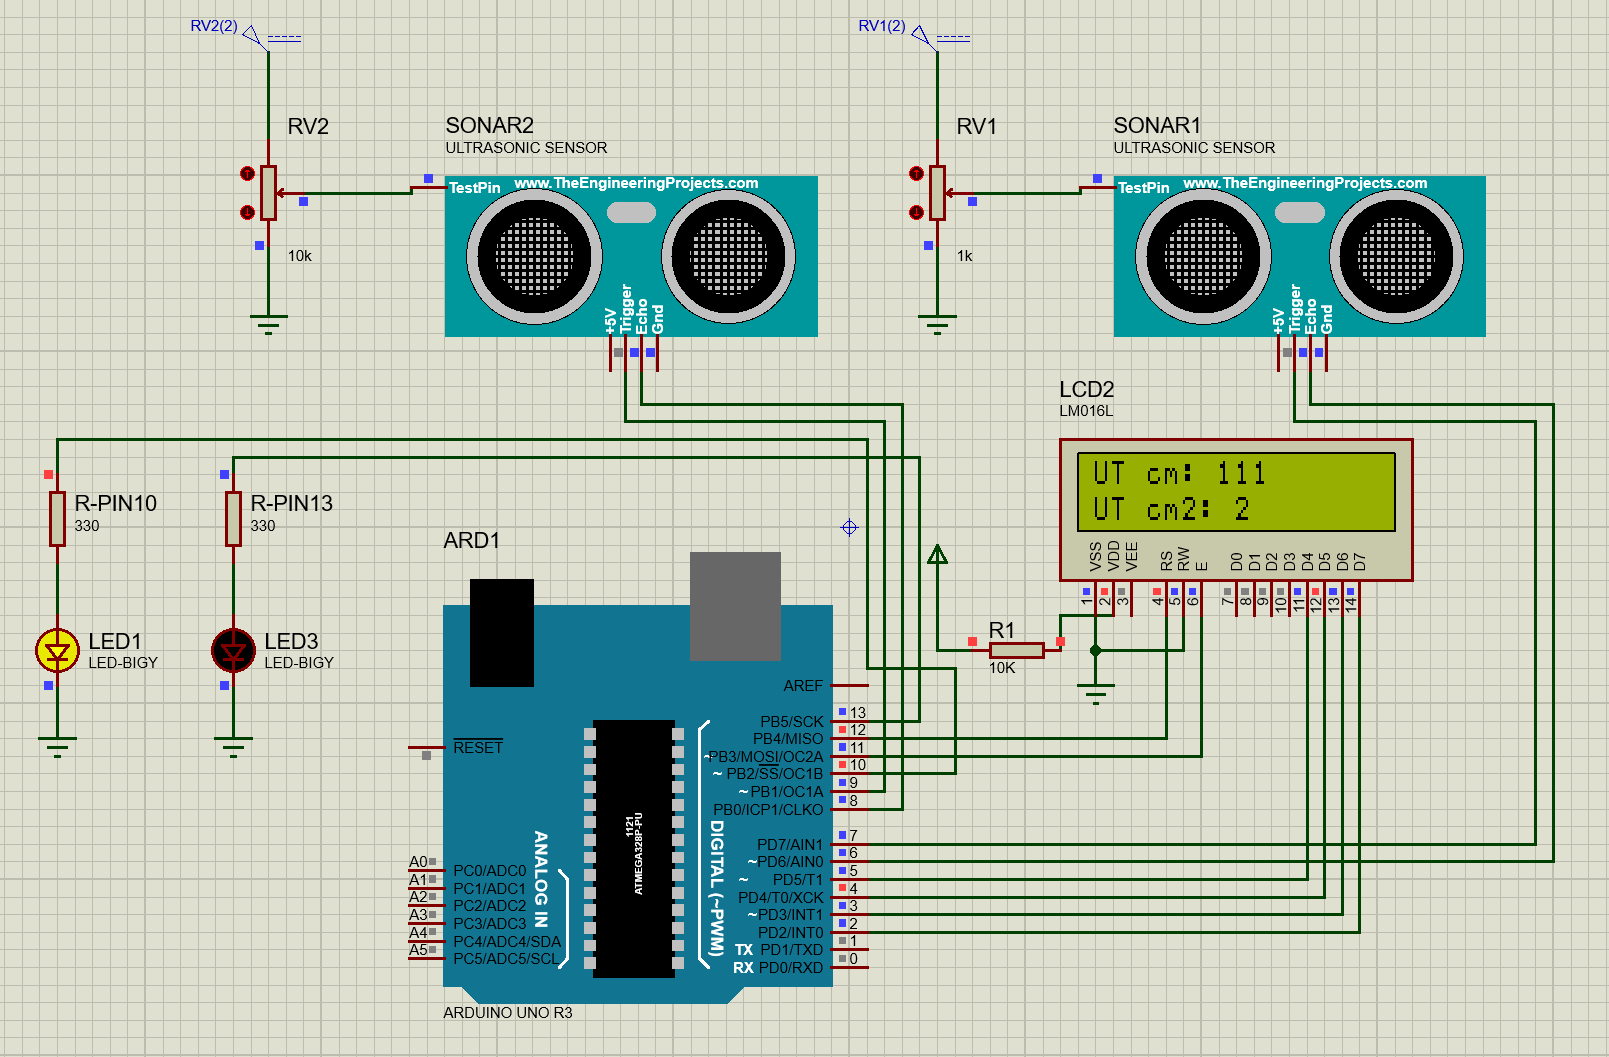 RV2(2)
RV1(2)
RV2
10k
SONAR2
ULTRASONIC SENSOR
TestPin
www.TheEngineeringProjects.com
+5V
Trigger
Echo
Gnd
RV1
1k
SONAR1
ULTRASONIC SENSOR
TestPin
www.TheEngineeringProjects.com
+5V
Trigger
Echo
Gnd
LCD2
LM016L
UT cm: 111
UT cm2: 2
VSS
VDD
VEE
RS
RW
E
D0
D1
D2
D3
D4
D5
D6
D7
1
2
3
4
5
6
7
8
9
10
11
12
13
14
R-PIN10
330
R-PIN13
330
LED1
LED-BIGY
LED3
LED-BIGY
R1
10K
ARD1
AREF
RESET
PB5/SCK 13
PB4/MISO 12
~PB3/MOSI/OC2A 11
~ PB2/SS/OC1B 10
~ PB1/OC1A 9
PB0/ICP1/CLKO 8
PD7/AIN1 7
~PD6/AIN0 6
~ PD5/T1 5
PD4/T0/XCK 4
~PD3/INT1 3
PD2/INT0 2
TX PD1/TXD 1
RX PD0/RXD 0
DIGITAL (~PWM)
1121
ATMEGA328P-PU
ANALOG IN
A0 PC0/ADC0
A1 PC1/ADC1
A2 PC2/ADC2
A3 PC3/ADC3
A4 PC4/ADC4/SDA
A5 PC5/ADC5/SCL
ARDUINO UNO R3